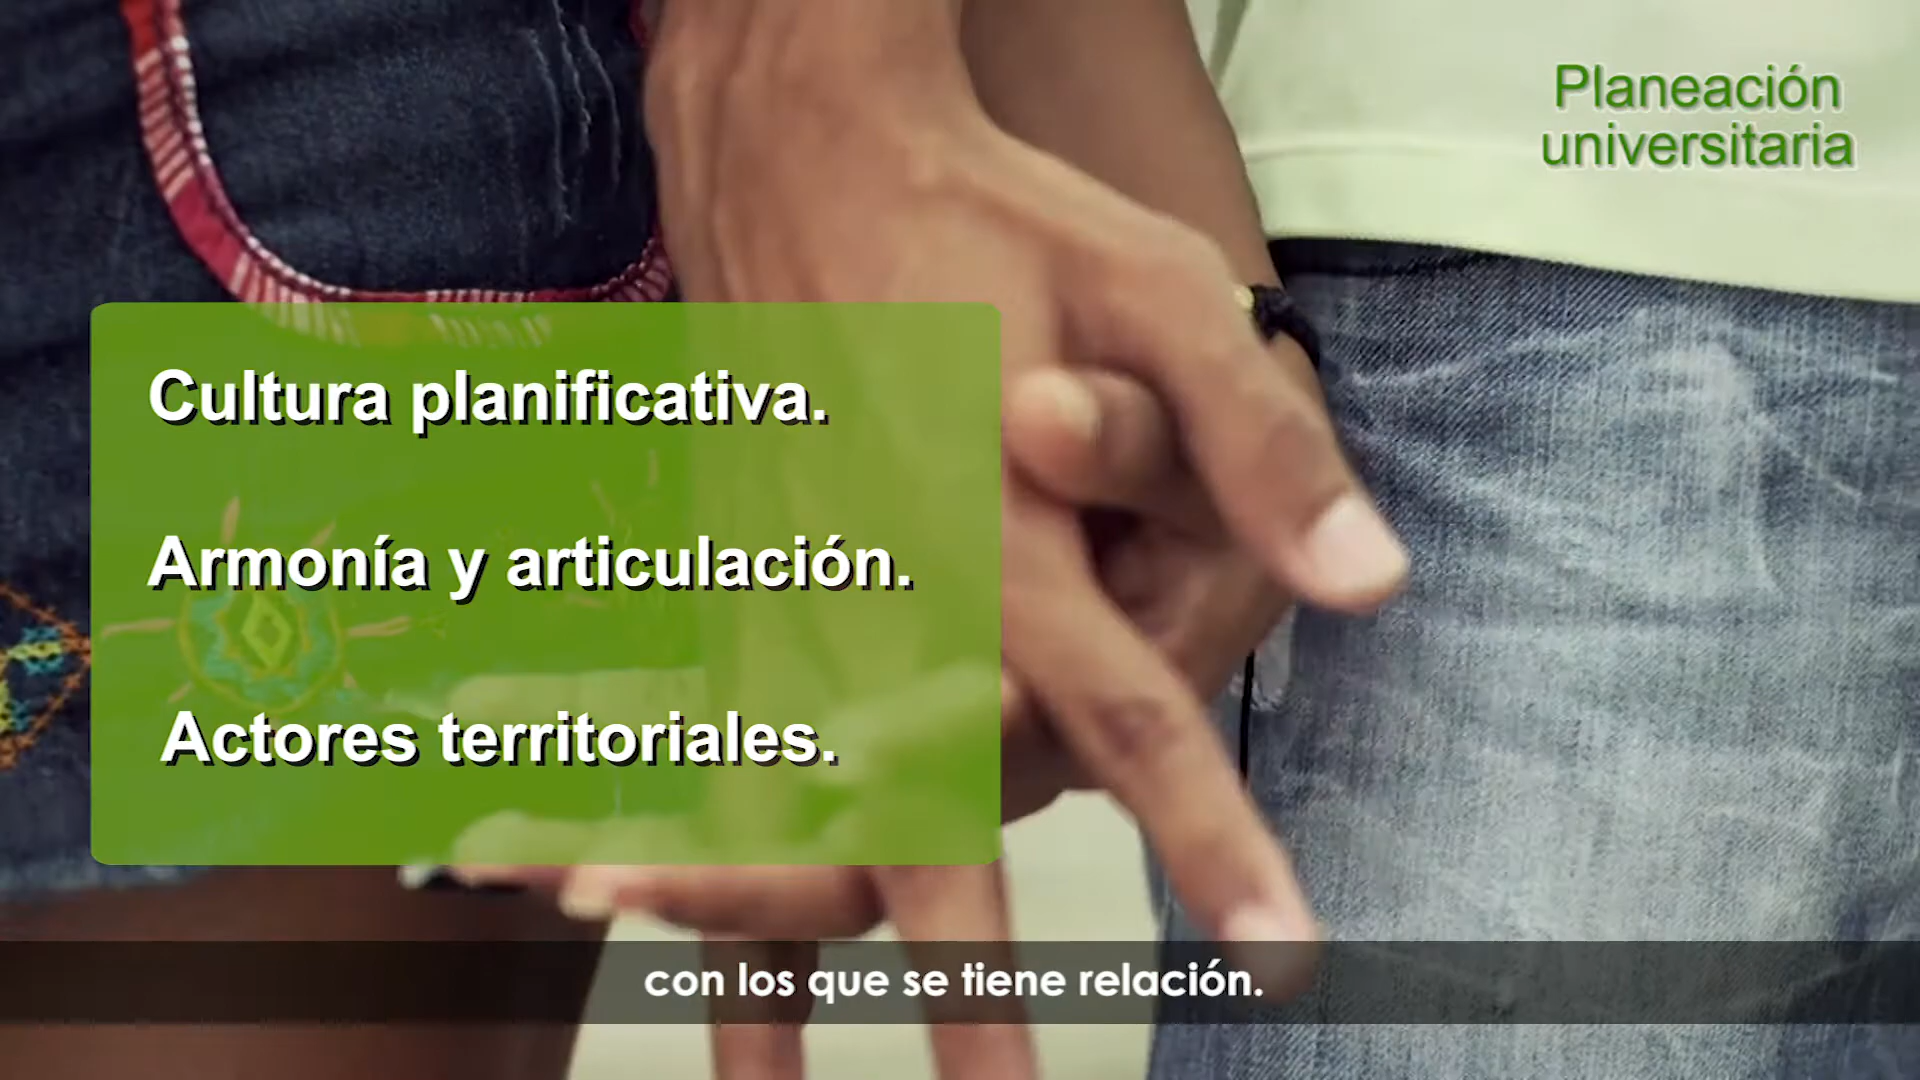 Planeación
universitaria
Cultura planificativa.
Armonía y articulación.
Actores territoriales.
con los que se tiene relación.